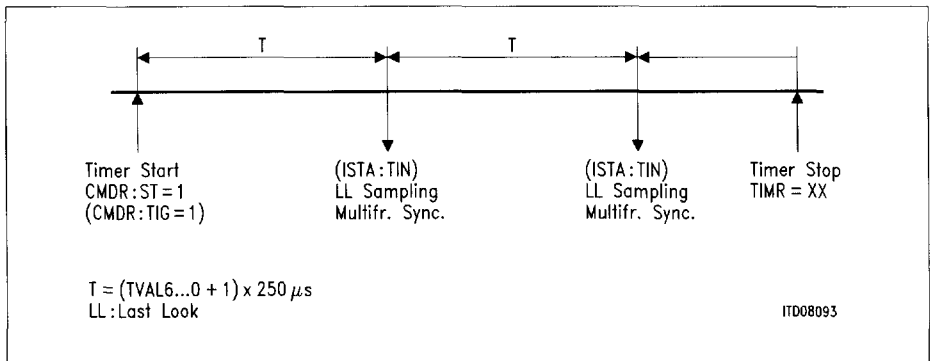 T
T
Timer Start
CMDR:ST = 1
(CMDR:TIG = 1)
(ISTA:TIN)
LL Sampling
Multifr. Sync.
(ISTA:TIN)
LL Sampling
Multifr. Sync.
Timer Stop
TIMR = XX
T = (TVAL6...0 + 1) x 250 μs
LL:Last Look
ITD08093